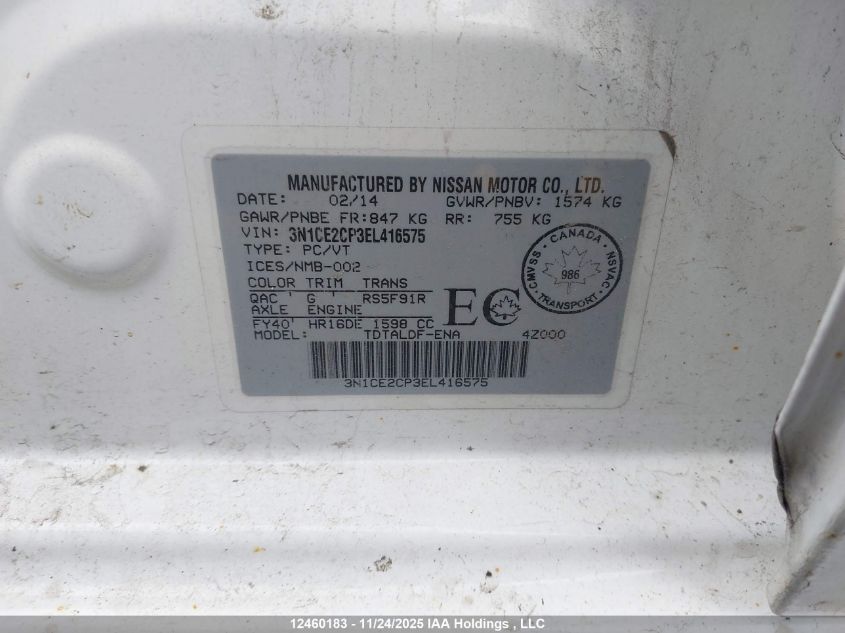 MANUFACTURED BY NISSAN MOTOR CO., LTD.
DATE: 02/14 GVWR/PNBV: 1574 KG
GAWR/PNBE FR:847 KG RR: 755 KG
VIN: 3N1CE2CP3EL416575
TYPE: PC/VT
ICES/NMB-002
COLOR TRIM TRANS
QAC ' G ' RS5F91R
AXLE ENGINE
FY40' HR16DE 1598 CC
MODEL: TDTALDF-ENA 4Z000
EC
CANADA
CMVSS NSVAC
986
TRANSPORT
3N1CE2CP3EL416575
12460183 - 11/24/2025 IAA Holdings , LLC